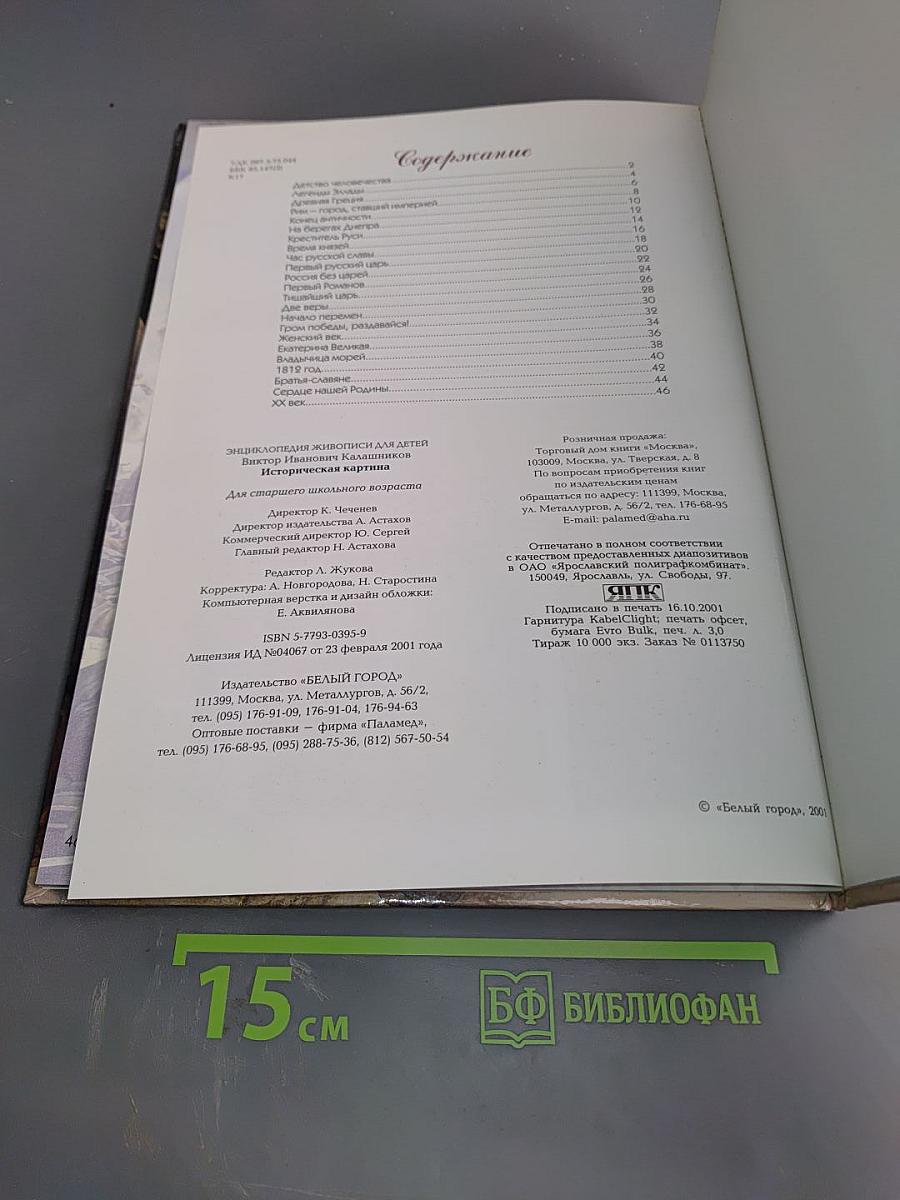 УДК 087.5:75.044
ББК 85.147(0)
К17
Содержание
Детство человечества 2
Легенды Эллады 4
Древняя Греция 6
Рим – город, ставший империей 8
Конец античности 10
На берегах Днепра 12
Креститель Руси 14
Время князей 16
Час русской славы 18
Первый русский царь 20
Россия без царей 22
Первый Романов 24
Тишайший царь 26
Две веры 28
Начало перемен 30
Гром победы, раздавайся! 32
Женский век 34
Екатерина Великая 36
Владычица морей 38
1812 год 40
Братья-славяне 42
Сердце нашей Родины 44
XX век 46
ЭНЦИКЛОПЕДИЯ ЖИВОПИСИ ДЛЯ ДЕТЕЙ
Виктор Иванович Калашников
Историческая картина
Для старшего школьного возраста
Директор К. Чеченев
Директор издательства А. Астахов
Коммерческий директор Ю. Сергей
Главный редактор Н. Астахова
Редактор Л. Жукова
Корректура: А. Новгородова, Н. Старостина
Компьютерная верстка и дизайн обложки:
Е. Аквилянова
ISBN 5-7793-0395-9
Лицензия ИД №04067 от 23 февраля 2001 года
Издательство «БЕЛЫЙ ГОРОД»
111399, Москва, ул. Металлургов, д. 56/2,
тел. (095) 176-91-09, 176-91-04, 176-94-63
Оптовые поставки – фирма «Паламед»,
тел. (095) 176-68-95, (095) 288-75-36, (812) 567-50-54
Розничная продажа:
Торговый дом книги «Москва»,
103009, Москва, ул. Тверская, д. 8
По вопросам приобретения книг
по издательским ценам
обращаться по адресу: 111399, Москва,
ул. Металлургов, д. 56/2, тел. 176-68-95
E-mail: palamed@aha.ru
Отпечатано в полном соответствии
с качеством предоставленных диапозитивов
в ОАО «Ярославский полиграфкомбинат».
150049, Ярославль, ул. Свободы, 97.
ЯПК
Подписано в печать 16.10.2001
Гарнитура KabelClight; печать офсет,
бумага Evro Bulk, печ. л. 3,0
Тираж 10 000 экз. Заказ № 0113750
© «Белый город», 2001
15 см
БФ БИБЛИОФАН